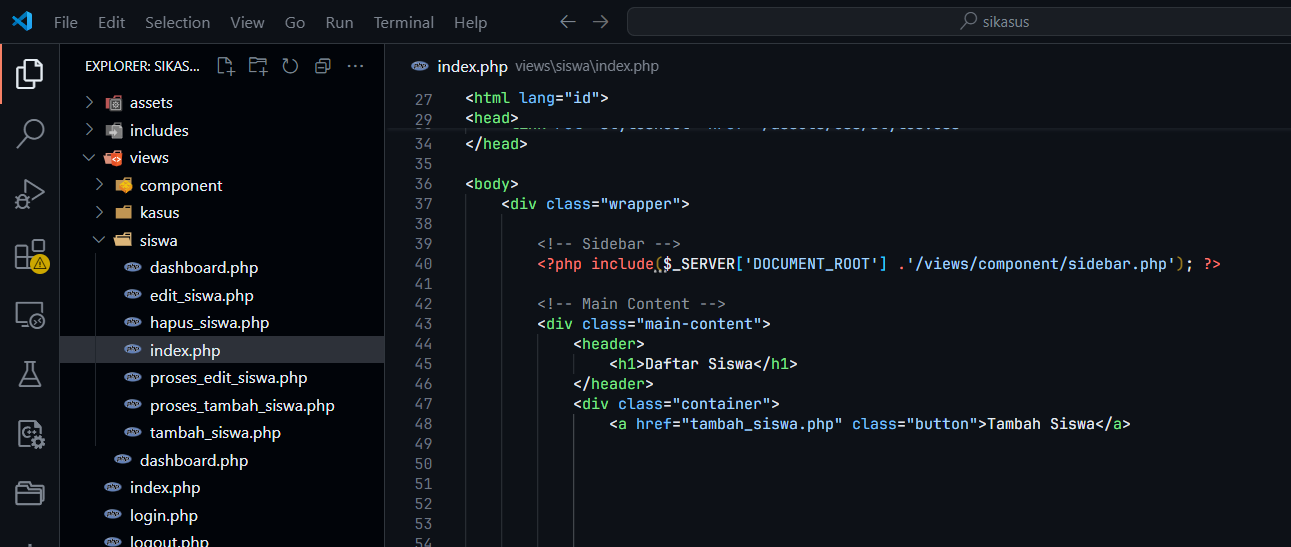 File Edit Selection View Go Run Terminal Help
sikasus
EXPLORER: SIKAS...
assets
includes
views
component
kasus
siswa
dashboard.php
edit_siswa.php
hapus_siswa.php
index.php
proses_edit_siswa.php
proses_tambah_siswa.php
tambah_siswa.php
dashboard.php
index.php
login.php
logout.php
index.php views\siswa\index.php
27 <html lang="id">
29 <head>
34 </head>
35
36 <body>
37 <div class="wrapper">
38
39 <!-- Sidebar -->
40 <?php include($_SERVER['DOCUMENT_ROOT'] .'/views/component/sidebar.php'); ?>
41
42 <!-- Main Content -->
43 <div class="main-content">
44 <header>
45 <h1>Daftar Siswa</h1>
46 </header>
47 <div class="container">
48 <a href="tambah_siswa.php" class="button">Tambah Siswa</a>
49
50
51
52
53
54